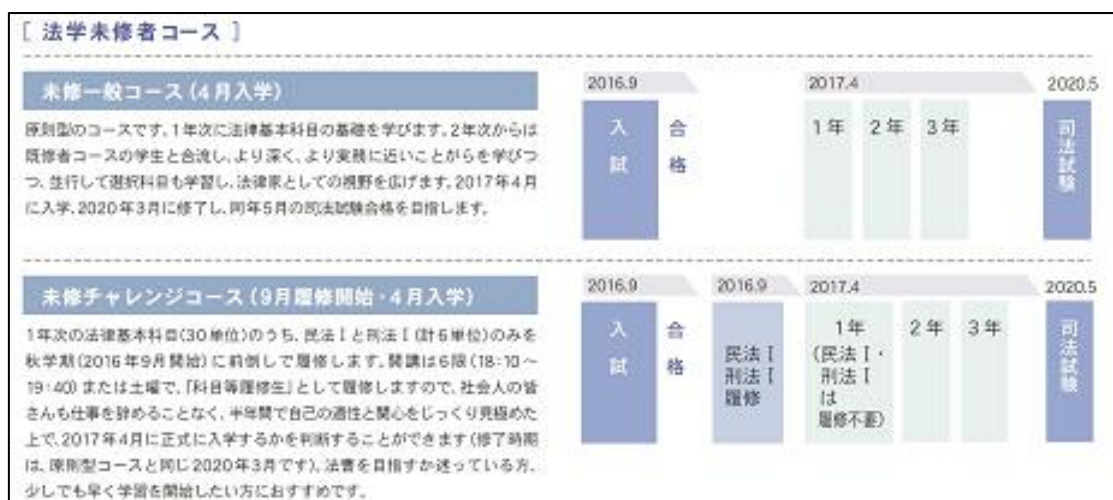 [ 法学未修者コース ]
未修一般コース(4月入学)
原則型のコースです。1年次に法律基本科目の基礎を学びます。2年次からは
既修者コースの学生と合流し、より深く、より実務に近いことがらを学びつ
つ、並行して選択科目も学習し、法律家としての視野を広げます。2017年4月
に入学、2020年3月に修了し、同年5月の司法試験合格を目指します。
2016.9
2017.4
2020.5
入試
合格
1年
2年
3年
司法試験
未修チャレンジコース(9月履修開始・4月入学)
1年次の法律基本科目(30単位)のうち、民法Ⅰと刑法Ⅰ(計6単位)のみを
秋学期(2016年9月開始)に前倒して履修します。開講は6限(18:10〜
19:40)または土曜で、「科目等履修生」として履修しますので、社会人の皆
さんも仕事を辞めることなく、半年間で自己の適性と関心をじっくり見極めた
上で、2017年4月に正式に入学するかを判断することができます(修了時期
は、原則型コースと同じ2020年3月です)。法曹を目指すか迷っている方、
少しでも早く学習を開始したい方におすすめです。
2016.9
2016.9
2017.4
2020.5
入試
合格
民法Ⅰ
刑法Ⅰ
履修
1年
(民法Ⅰ・
刑法Ⅰ
は
履修不要)
2年
3年
司法試験